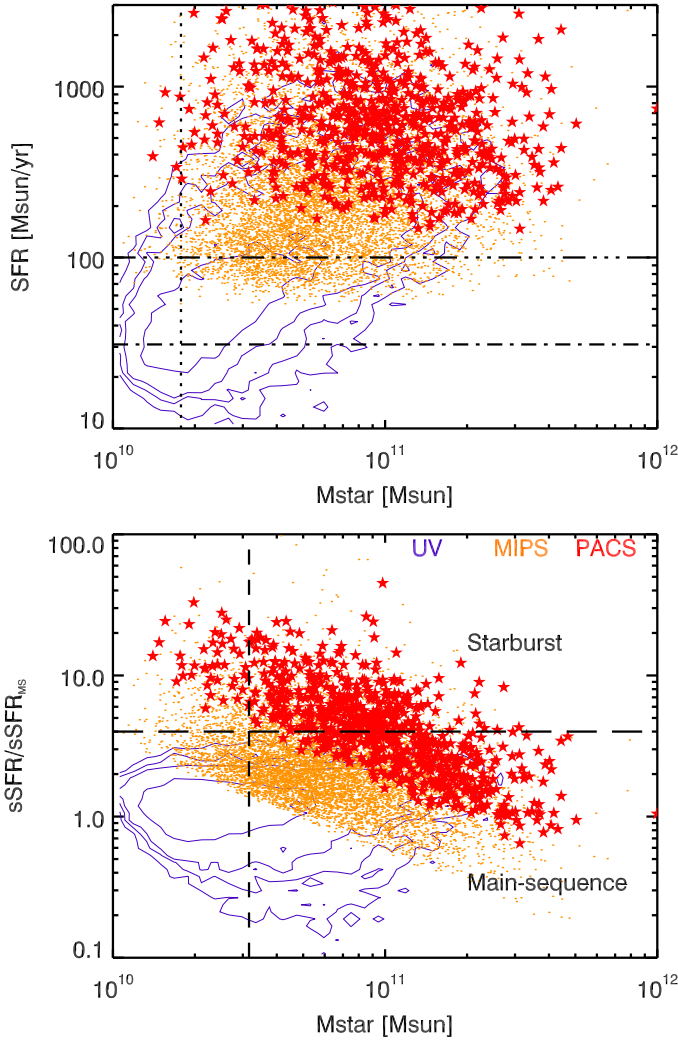 1000
100
10
SFR [Msun/yr]
10^10 10^11 10^12
Mstar [Msun]
UV MIPS PACS
100.0
10.0
1.0
0.1
sSFR/sSFR_MS
Starburst
Main-sequence
10^10 10^11 10^12
Mstar [Msun]